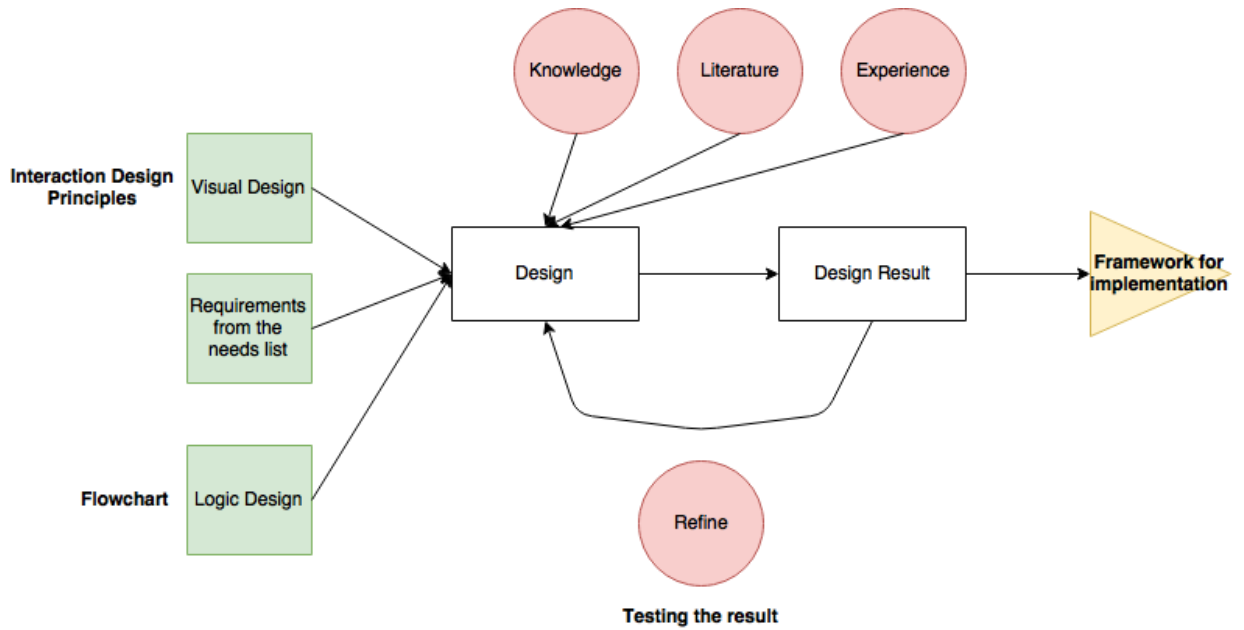 Knowledge
Literature
Experience
Interaction Design
Principles
Visual Design
Design
Design Result
Framework for
implementation
Requirements
from the
needs list
Flowchart
Logic Design
Refine
Testing the result